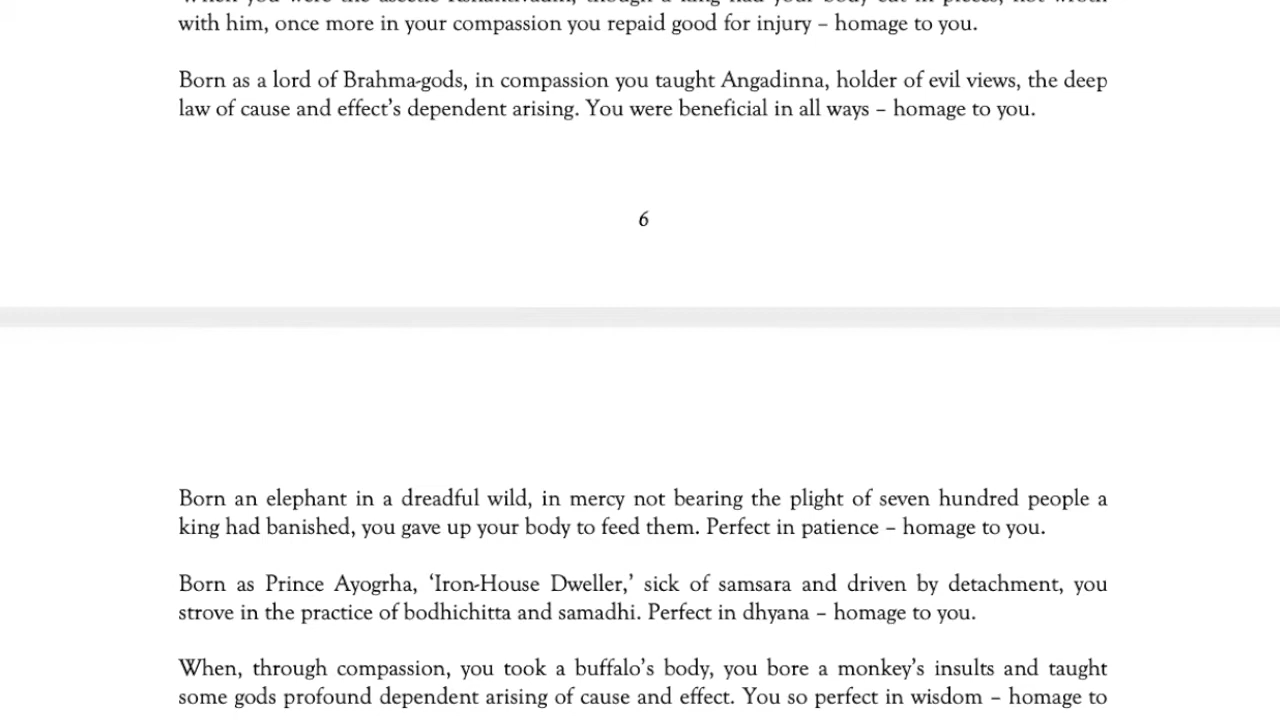 with him, once more in your compassion you repaid good for injury – homage to you.
Born as a lord of Brahma-gods, in compassion you taught Angadinna, holder of evil views, the deep
law of cause and effect's dependent arising. You were beneficial in all ways – homage to you.
6
Born an elephant in a dreadful wild, in mercy not bearing the plight of seven hundred people a
king had banished, you gave up your body to feed them. Perfect in patience – homage to you.
Born as Prince Ayogrha, 'Iron-House Dweller,' sick of samsara and driven by detachment, you
strove in the practice of bodhichitta and samadhi. Perfect in dhyana – homage to you.
When, through compassion, you took a buffalo's body, you bore a monkey's insults and taught
some gods profound dependent arising of cause and effect. You so perfect in wisdom – homage to